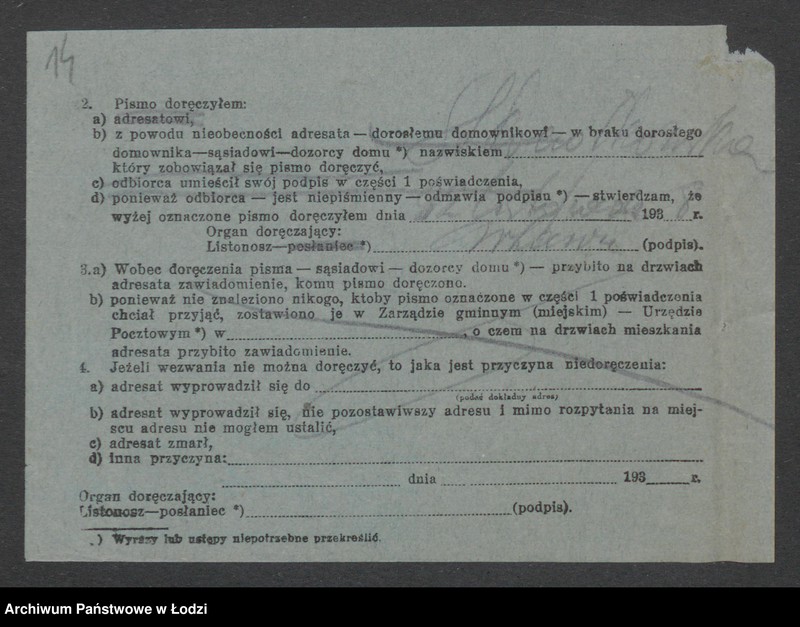 14
2. Pismo doręczyłem:
a) adresatowi,
b) z powodu nieobecności adresata — dorosłemu domownikowi — w braku dorosłego
domownika—sąsiadowi—dozorcy domu *) nazwiskiem
który zobowiązał się pismo doręczyć,
c) odbiorca umieścił swój podpis w części 1 poświadczenia,
d) ponieważ odbiorca — jest niepiśmienny — odmawia podpisu *) — stwierdzam, że
wyżej oznaczone pismo doręczyłem dnia 193 8 r.
Organ doręczający:
Listonosz—posłaniec *) (podpis).
3.a) Wobec doręczenia pisma — sąsiadowi — dozorcy domu *) — przybito na drzwiach
adresata zawiadomienie, komu pismo doręczono.
b) ponieważ nie znaleziono nikogo, ktoby pismo oznaczone w części 1 poświadczenia
chciał przyjąć, zostawiono je w Zarządzie gminnym (miejskim) — Urzędzie
Pocztowym *) w , o czem na drzwiach mieszkania
adresata przybito zawiadomienie.
4. Jeżeli wezwania nie można doręczyć, to jaka jest przyczyna niedoręczenia:
a) adresat wyprowadził się do
(podać dokładny adres)
b) adresat wyprowadził się, nie pozostawiwszy adresu i mimo rozpytania na miej-
scu adresu nie mogłem ustalić,
c) adresat zmarł,
d) inna przyczyna:
dnia 193 r.
Organ doręczający:
Listonosz—posłaniec *) (podpis).
*) Wyrazy lub ustępy niepotrzebne przekreślić.
Archiwum Państwowe w Łodzi